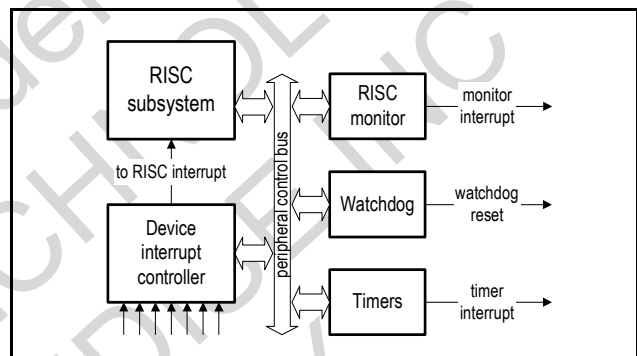 RISC
subsystem
RISC
monitor
monitor
interrupt
to RISC interrupt
peripheral control bus
Device
interrupt
controller
Watchdog
watchdog
reset
Timers
timer
interrupt